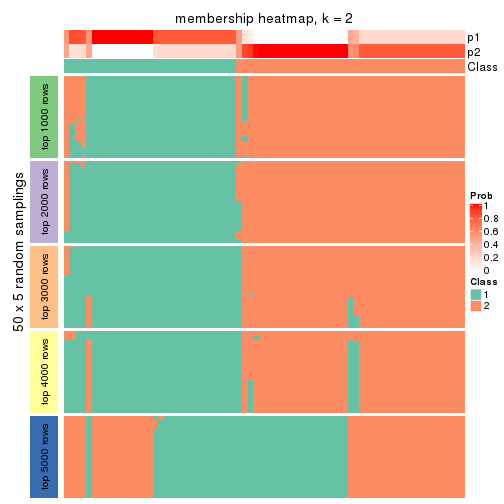 membership heatmap, k = 2
p1
p2
Class
50 x 5 random samplings
top 1000 rows
top 2000 rows
top 3000 rows
top 4000 rows
top 5000 rows
Prob
1
0.8
0.6
0.4
0.2
0
Class
1
2